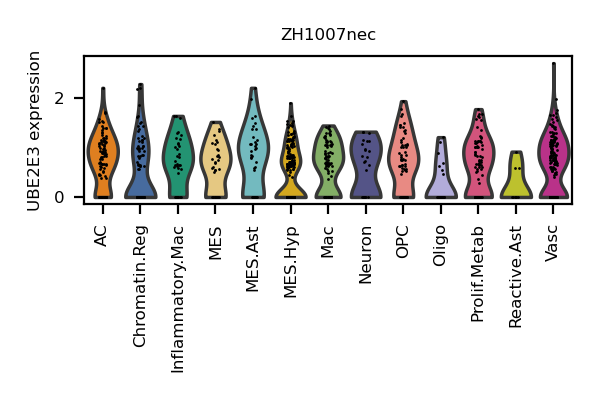 ZH1007nec
UBE2E3 expression
2
0
AC
Chromatin.Reg
Inflammatory.Mac
MES
MES.Ast
MES.Hyp
Mac
Neuron
OPC
Oligo
Prolif.Metab
Reactive.Ast
Vasc